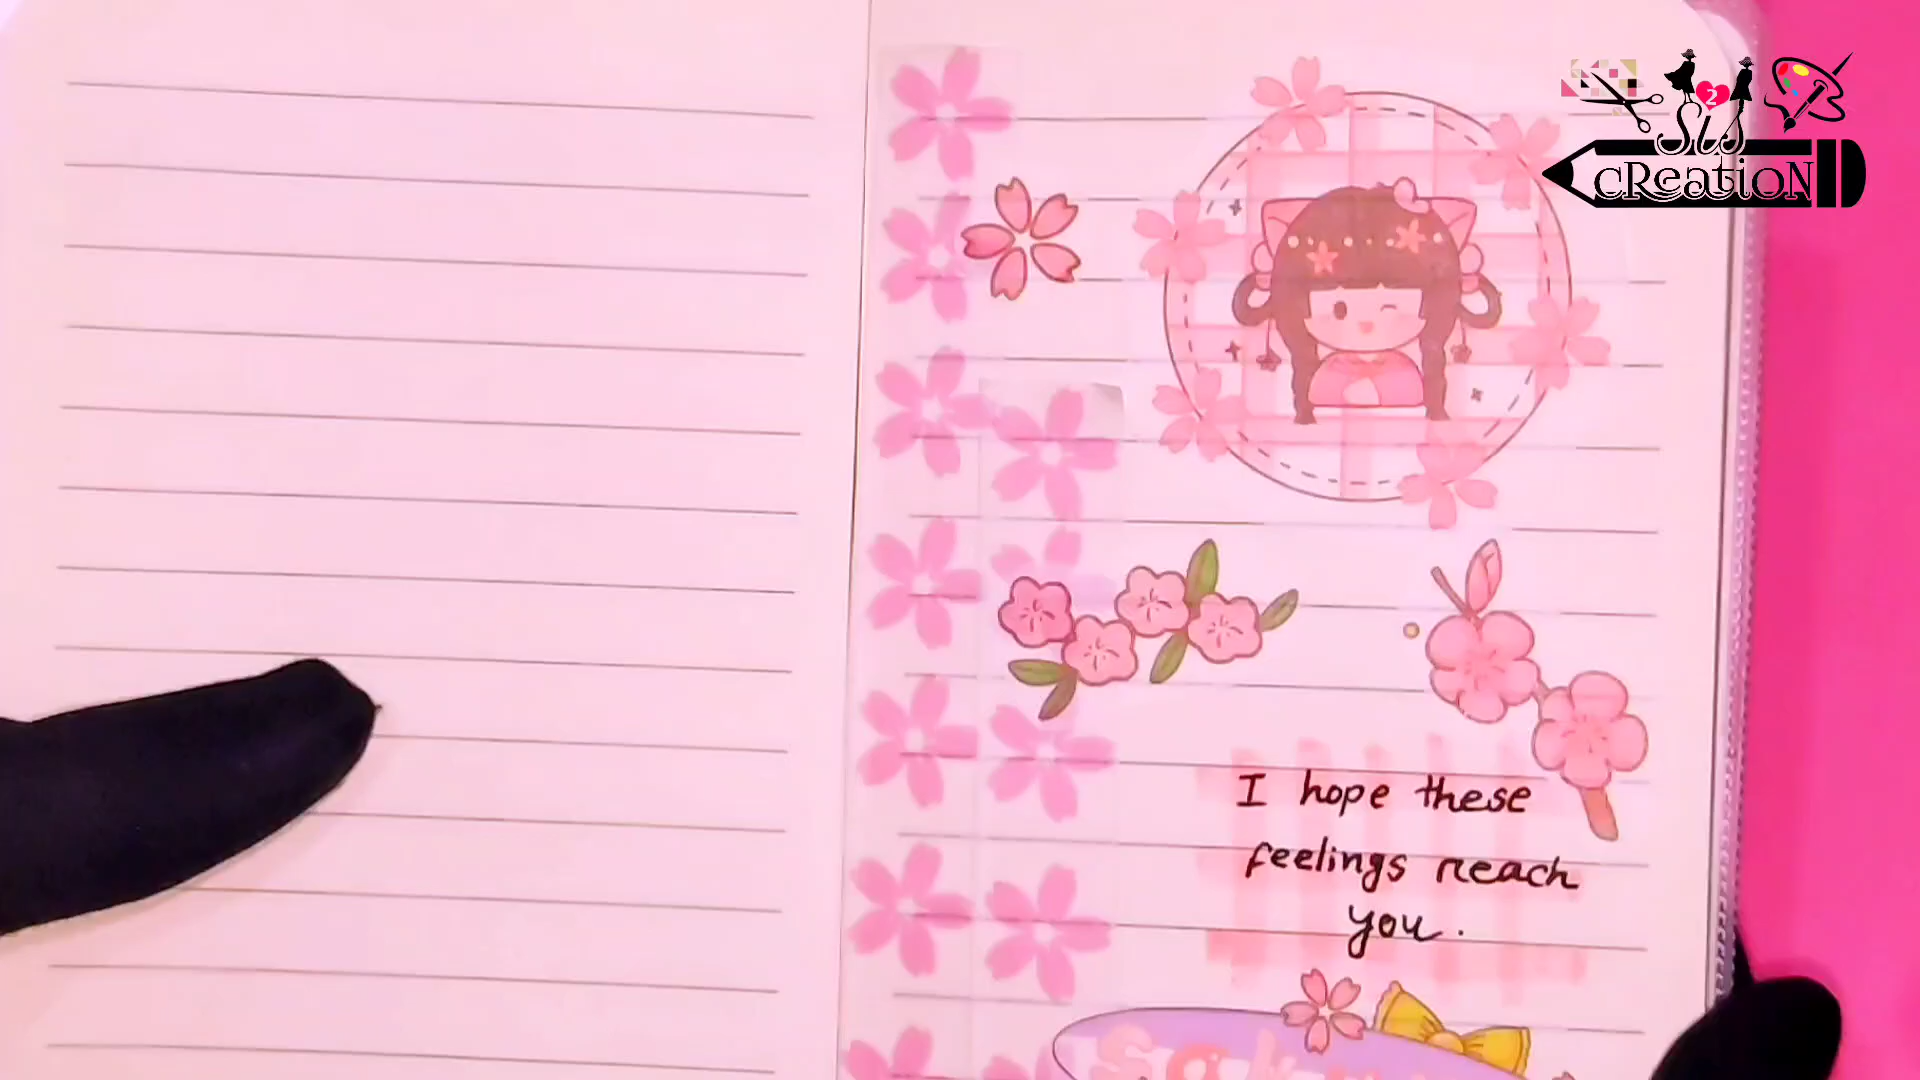 2
Sis
cReatioN
I hope these
feelings reach
you.